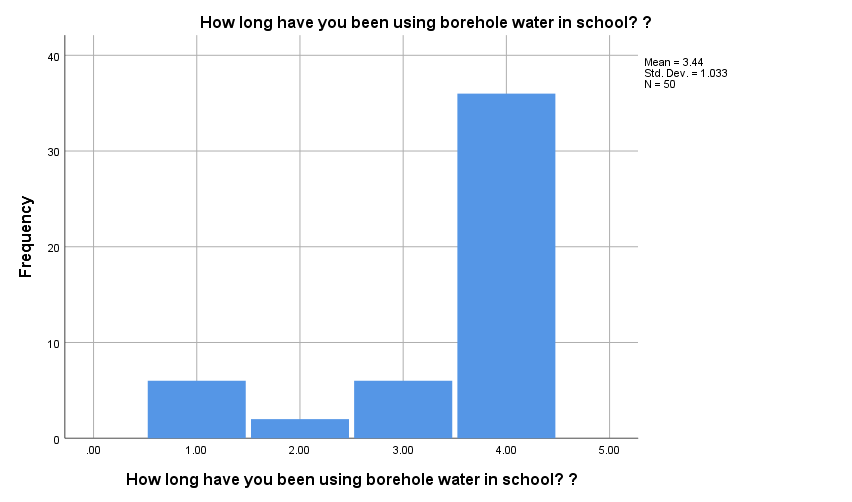 How long have you been using borehole water in school? ?
Mean = 3.44
Std. Dev. = 1.033
N = 50
40
30
20
10
0
Frequency
.00 1.00 2.00 3.00 4.00 5.00
How long have you been using borehole water in school? ?